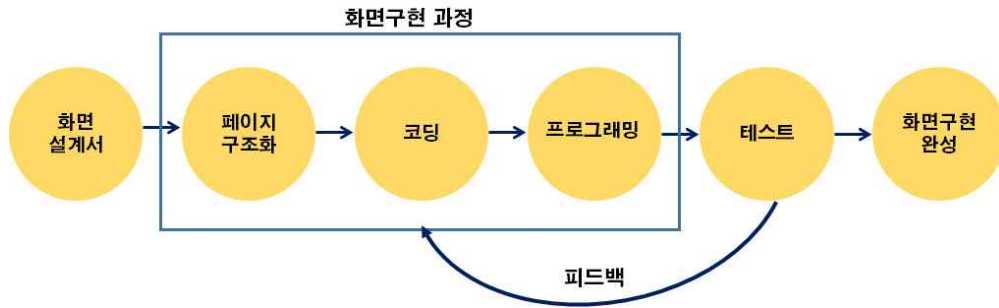 화면구현 과정
화면
설계서
페이지
구조화
코딩
프로그래밍
테스트
화면구현
완성
피드백